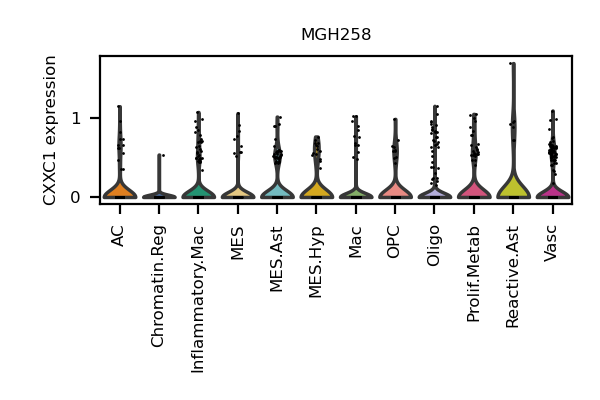 MGH258
CXXC1 expression
1
0
AC
Chromatin.Reg
Inflammatory.Mac
MES
MES.Ast
MES.Hyp
Mac
OPC
Oligo
Prolif.Metab
Reactive.Ast
Vasc